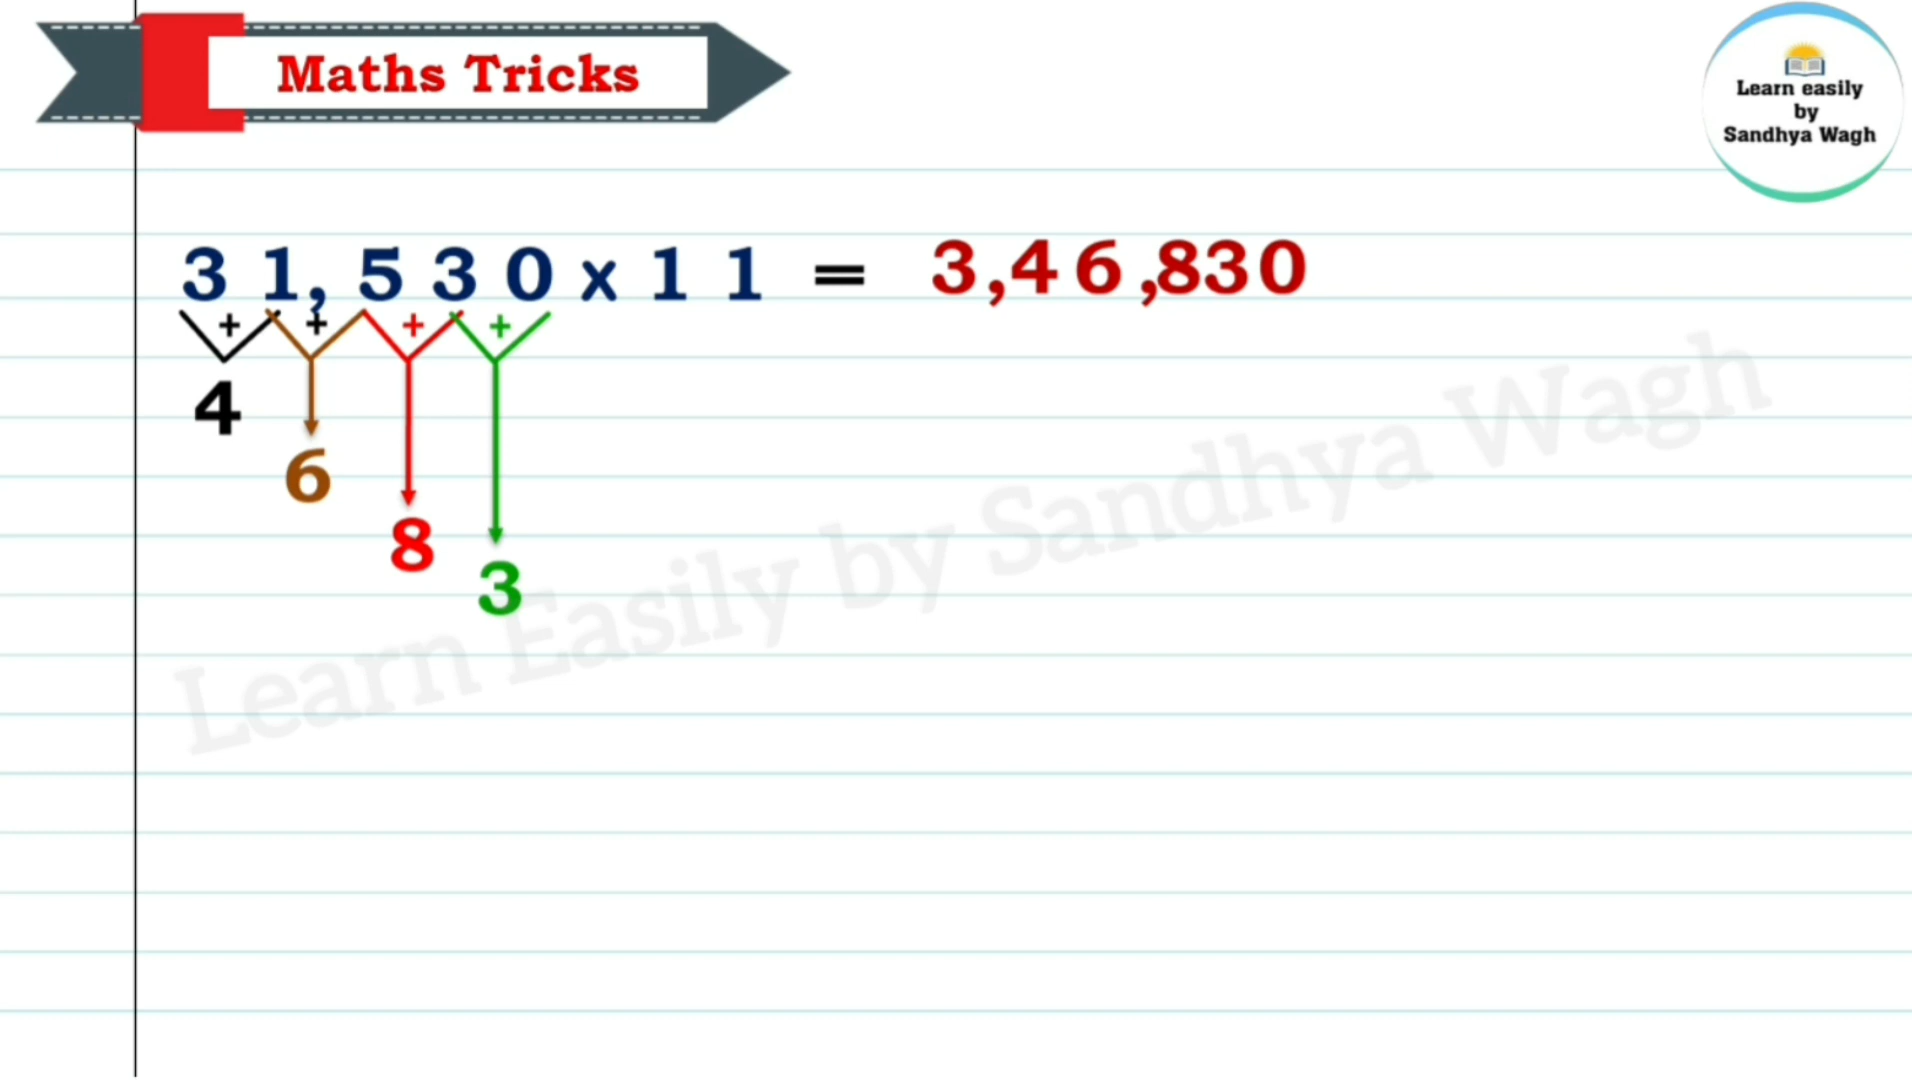 Maths Tricks
Learn easily
by
Sandhya Wagh
3 1, 5 3 0 x 1 1 = 3,4 6,830
+ + + +
4
6
8
3
Learn Easily by Sandhya Wagh